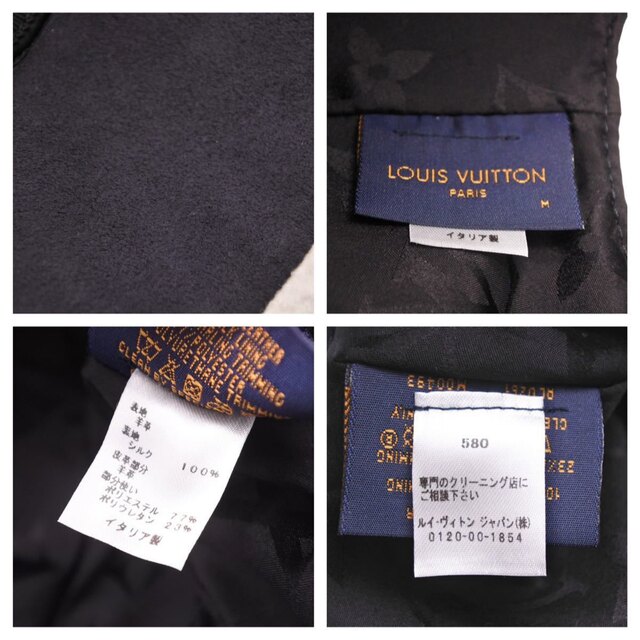 LOUIS VUITTON
PARIS
M
イタリア製
CLEAN
POLYESTER
TRIMMING
表地
羊革
裏地
シルク 100%
皮革部分
羊革
部分使い
ポリエステル 77%
ポリウレタン 23%
イタリア製
M00493
580
専門のクリーニング店に
ご相談下さい
ルイ・ヴィトン ジャパン(株)
0120-00-1854